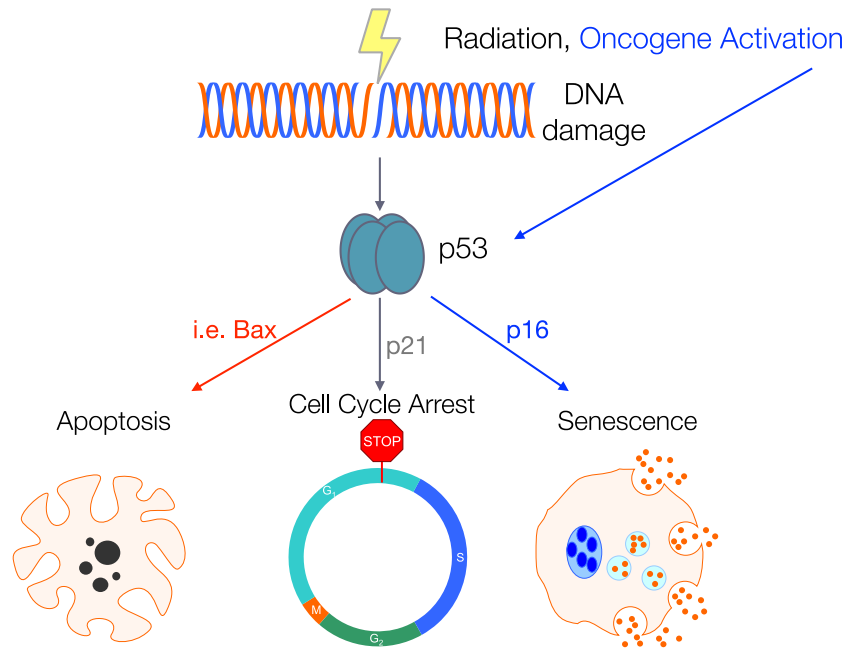 Radiation, Oncogene Activation
DNA
damage
p53
i.e. Bax
p21
p16
Apoptosis
Cell Cycle Arrest
Senescence
STOP
G1
S
M
G2